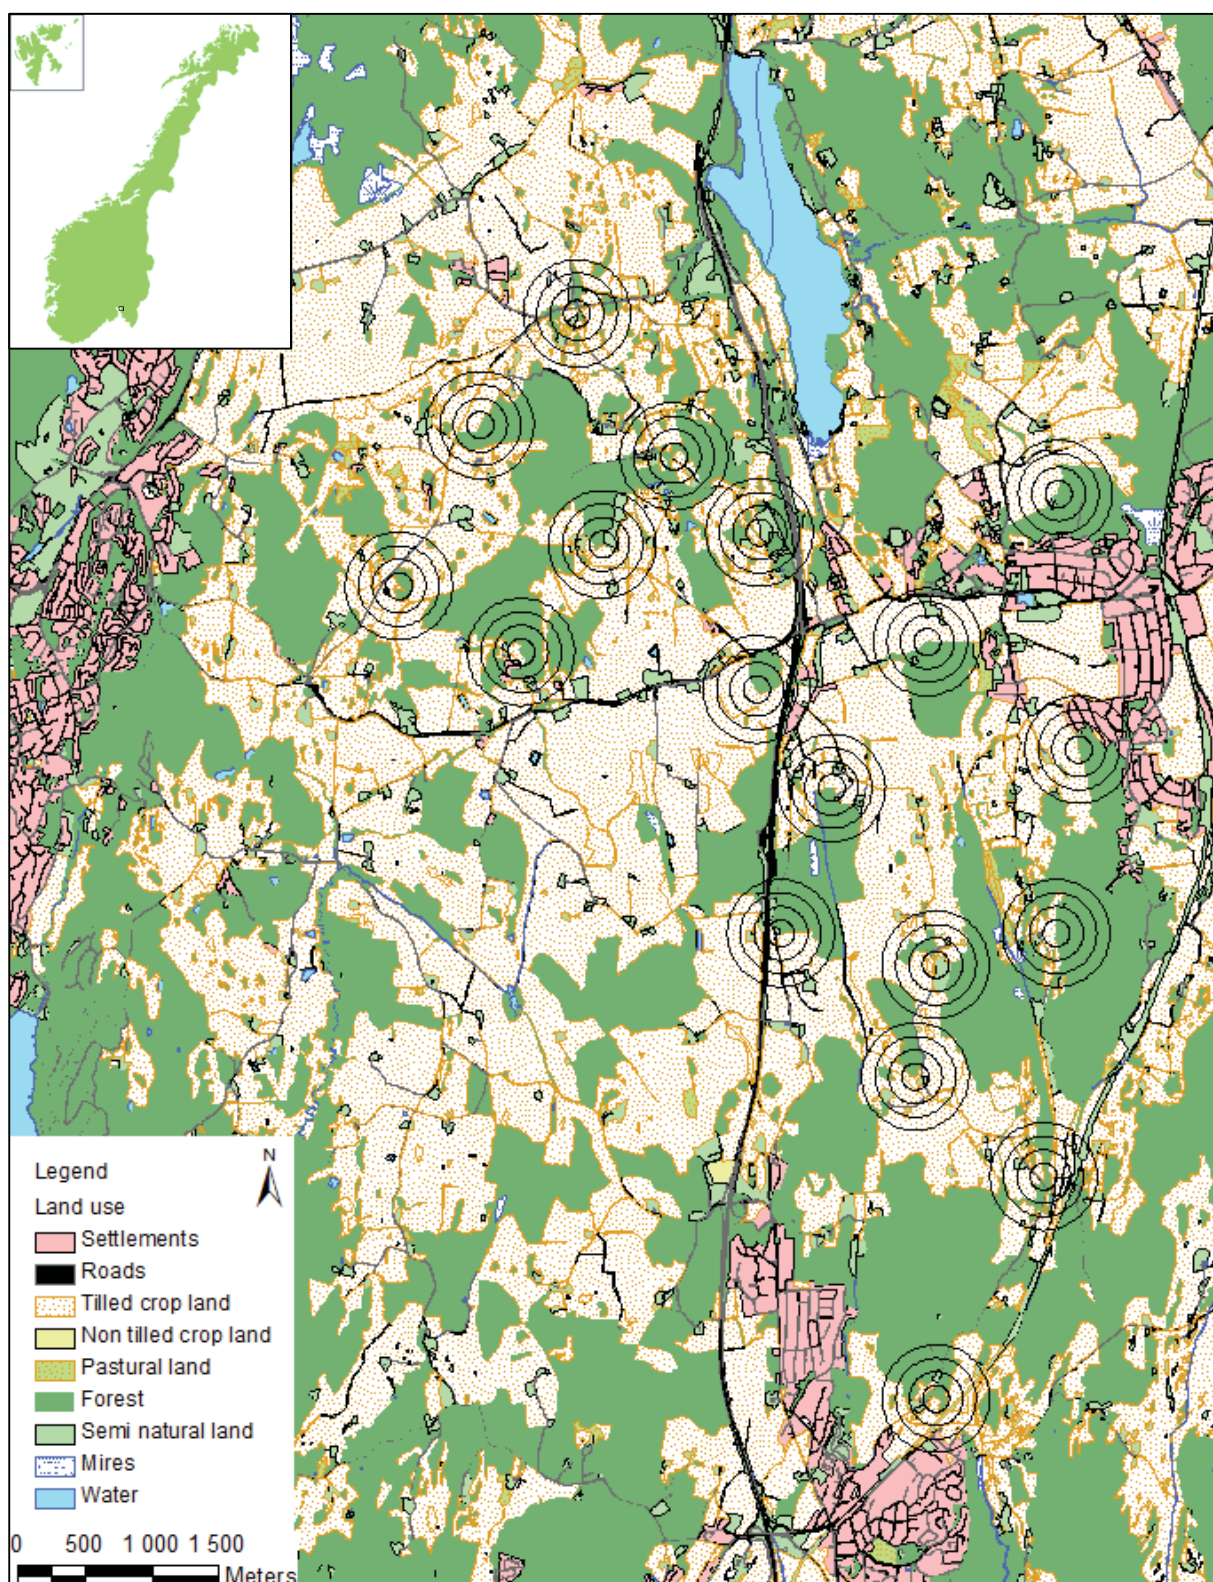 N
Legend
Land use
Settlements
Roads
Tilled crop land
Non tilled crop land
Pastural land
Forest
Semi natural land
Mires
Water
0 500 1 000 1 500
Meters